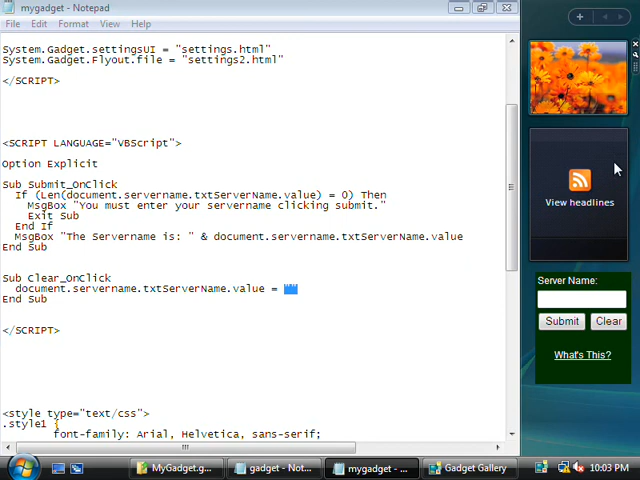 mygadget - Notepad
File Edit Format View Help
System.Gadget.settingsUI = "settings.html"
System.Gadget.Flyout.file = "settings2.html"
</SCRIPT>
<SCRIPT LANGUAGE="VBScript">
Option Explicit
Sub Submit_OnClick
If (Len(document.servername.txtServerName.value) = 0) Then
MsgBox "You must enter your servername clicking submit."
Exit Sub
End If
MsgBox "The Servername is: " & document.servername.txtServerName.value
End Sub
Sub Clear_OnClick
document.servername.txtServerName.value = ""
End Sub
</SCRIPT>
<style type="text/css">
.style1 {
font-family: Arial, Helvetica, sans-serif;
View headlines
Server Name:
Submit Clear
What's This?
MyGadget.g... gadget - Not... mygadget - ... Gadget Gallery 10:03 PM